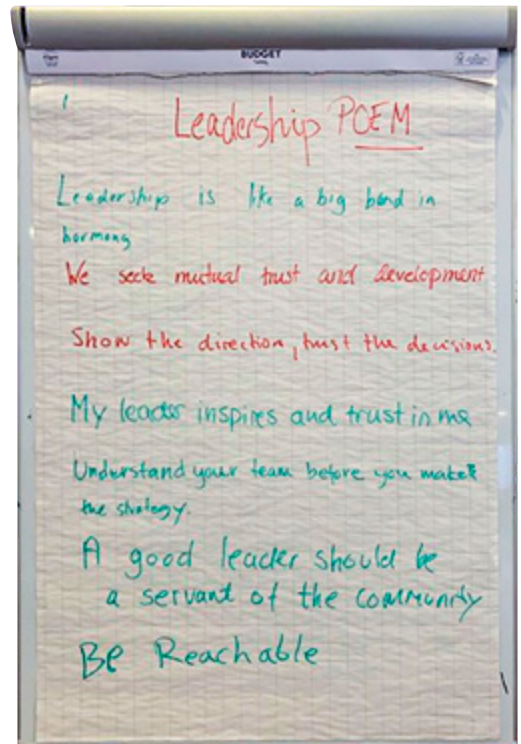 BUDGET
Leadership POEM
Leadership is like a big band in
harmony
We seek mutual trust and development
Show the direction, trust the decisions.
My leader inspires and trust in me
Understand your team before you make
the strategy.
A good leader should be
a servant of the community
Be Reachable